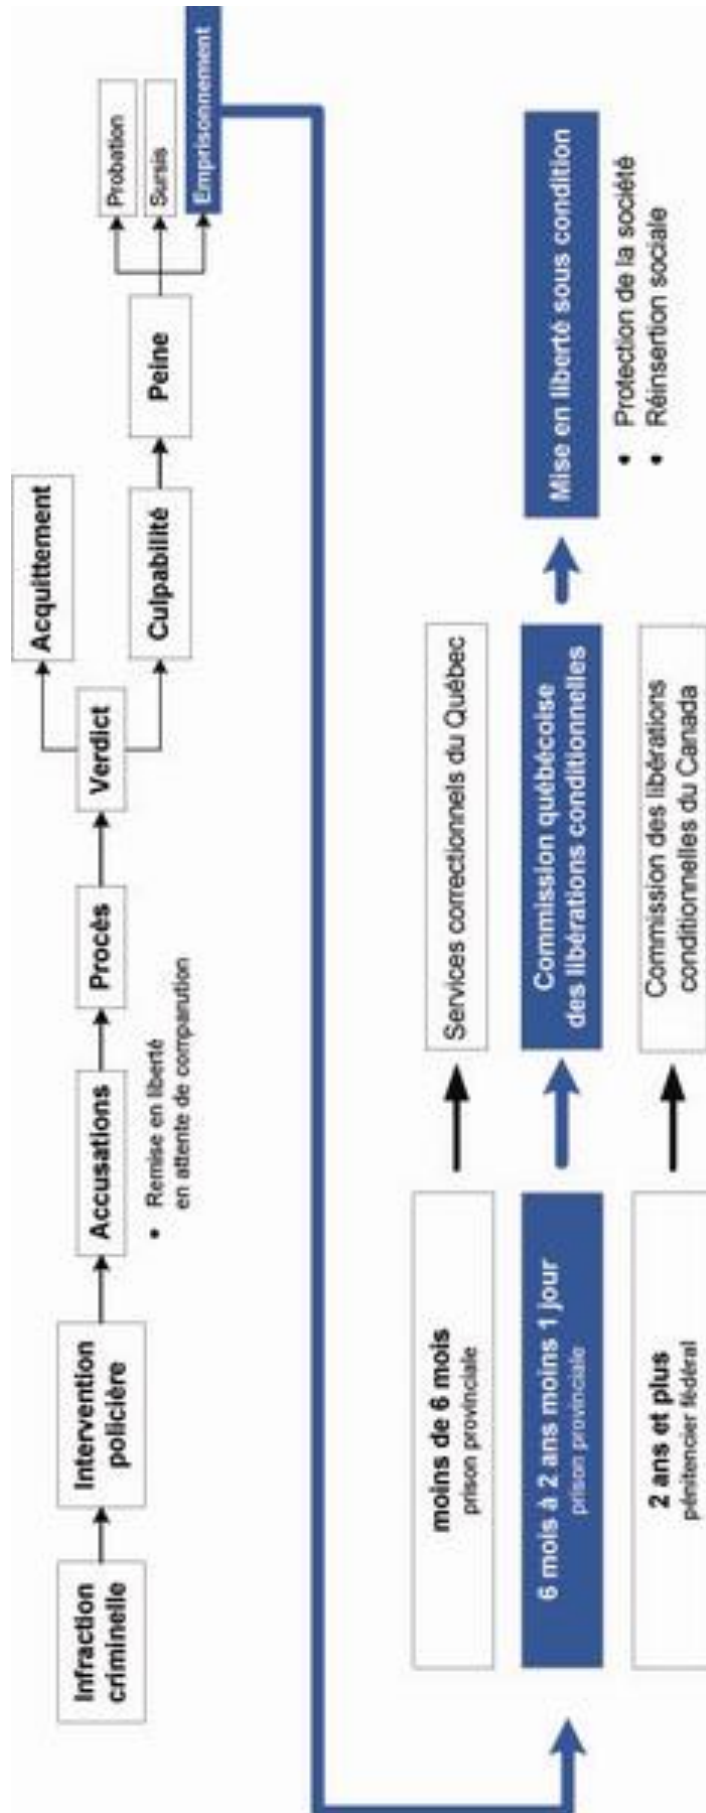 Infraction
criminelle
Intervention
policière
Accusations
• Remise en liberté
en attente de comparution
Procès
Verdict
Acquittement
Culpabilité
Peine
Probation
Sursis
Emprisonnement
moins de 6 mois
prison provinciale
Services correctionnels du Québec
6 mois à 2 ans moins 1 jour
prison provinciale
Commission québécoise
des libérations conditionnelles
Mise en liberté sous condition
• Protection de la société
• Réinsertion sociale
2 ans et plus
pénitencier fédéral
Commission des libérations
conditionnelles du Canada